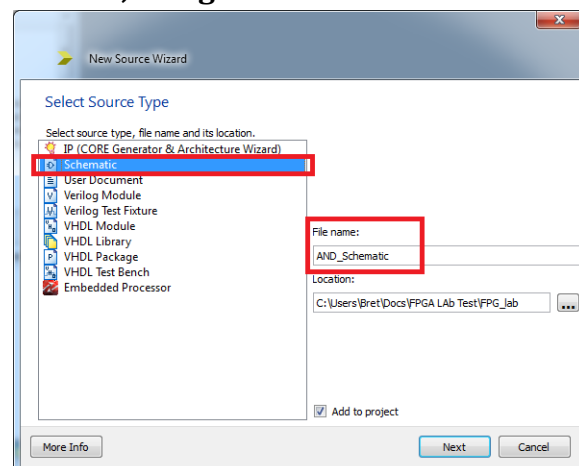 New Source Wizard
Select Source Type
Select source type, file name and its location.
IP (CORE Generator & Architecture Wizard)
Schematic
User Document
Verilog Module
Verilog Test Fixture
VHDL Module
VHDL Library
VHDL Package
VHDL Test Bench
Embedded Processor
File name:
AND_Schematic
Location:
C:\Users\Bret\Docs\FPGA LAb Test\FPG_lab
...
Add to project
More Info
Next
Cancel